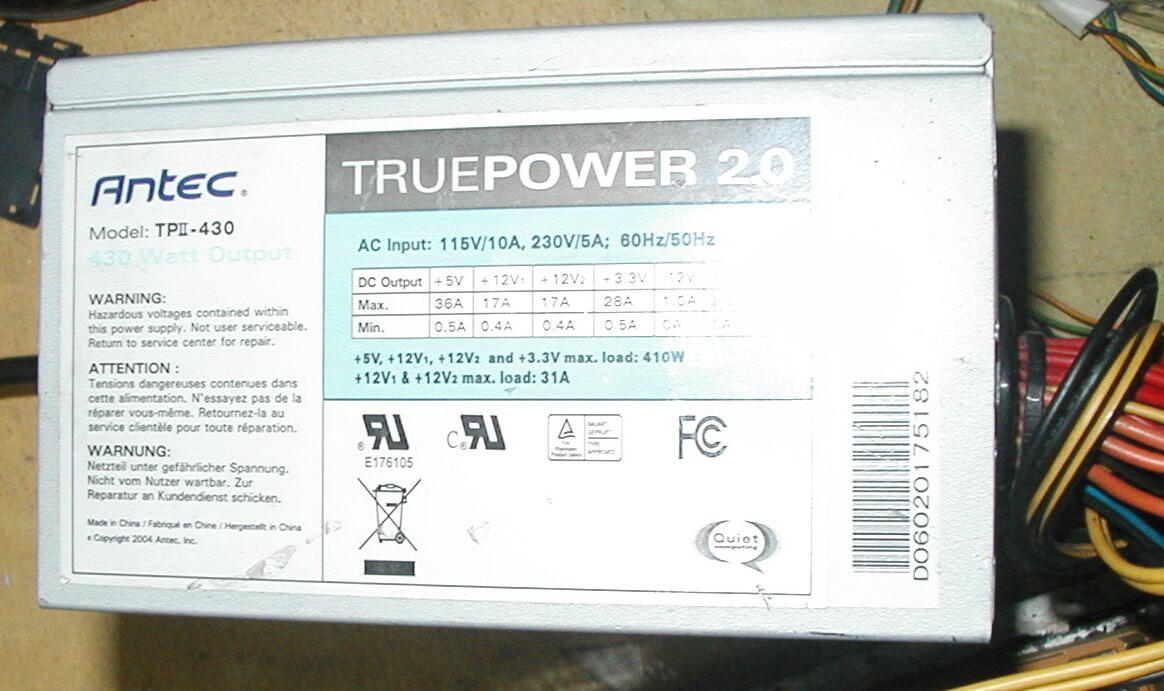 Antec®
Model: TPII-430
430 Watt Output
WARNING:
Hazardous voltages contained within
this power supply. Not user serviceable.
Return to service center for repair.
ATTENTION :
Tensions dangereuses contenues dans
cette alimentation. N'essayez pas de la
réparer vous-même. Retournez-la au
service clientèle pour toute réparation.
WARNUNG:
Netzteil unter gefährlicher Spannung.
Nicht vom Nutzer wartbar. Zur
Reparatur an Kundendienst schicken.
Made in China / Fabriqué en Chine / Hergestellt in China
© Copyright 2004 Antec, Inc.
TRUEPOWER 2.0
AC Input: 115V/10A, 230V/5A; 60Hz/50Hz
DC Output +5V +12V1 +12V2 +3.3V 12V
Max. 36A 17A 17A 28A
Min. 0.5A 0.4A 0.4A 0.5A 0A 0A
+5V, +12V1, +12V2 and +3.3V max. load: 410W
+12V1 & +12V2 max. load: 31A
E176105
FC
Quiet
computing
D06020175182